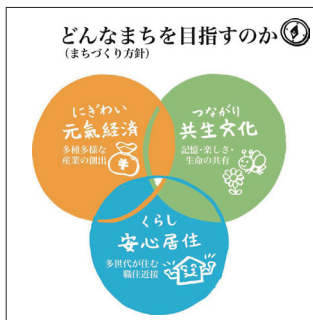 どんなまちを目指すのか
（まちづくり方針）
にぎわい
元氣経済
多種多様な
産業の創出
¥
つながり
共生文化
記憶・楽しさ・
生命の共有
くらし
安心居住
多世代が住む
職住近接